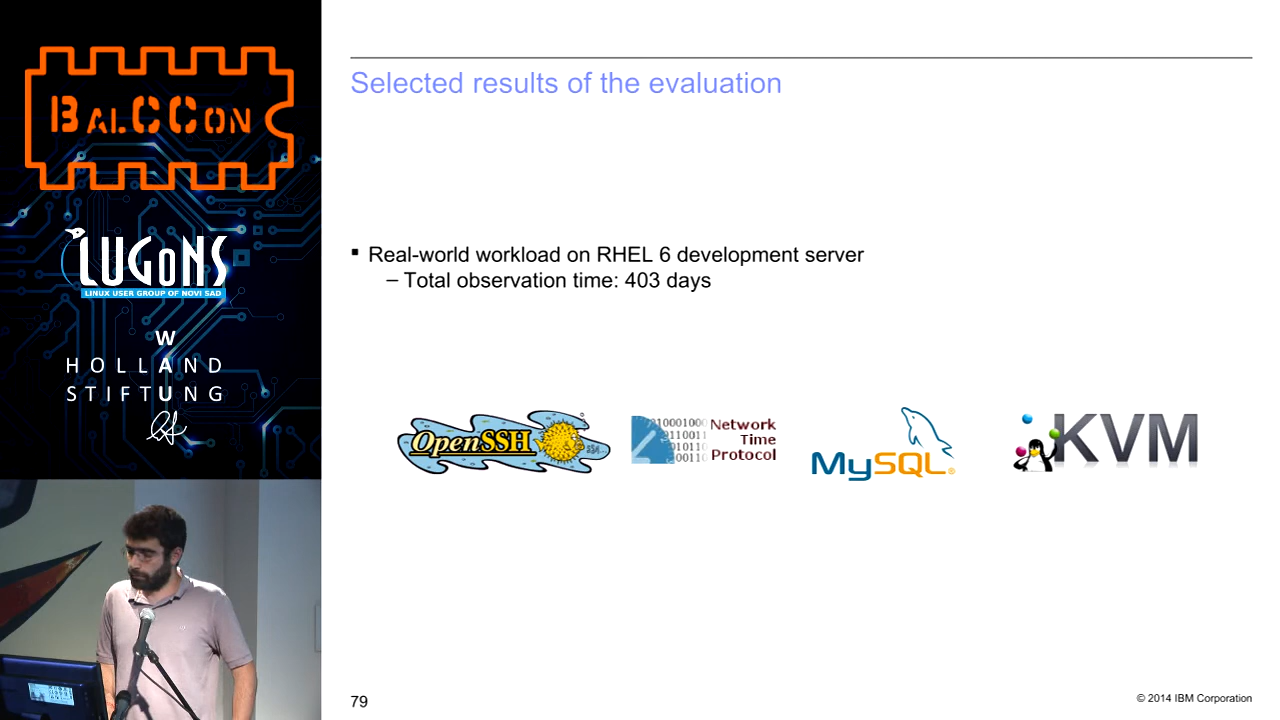 BALCCON
LUGONS
LINUX USER GROUP OF NOVI SAD
W
HOLLAND
STIFTUNG
Selected results of the evaluation
Real-world workload on RHEL 6 development server
– Total observation time: 403 days
OpenSSH
Network
Time
Protocol
MySQL
KVM
79
© 2014 IBM Corporation